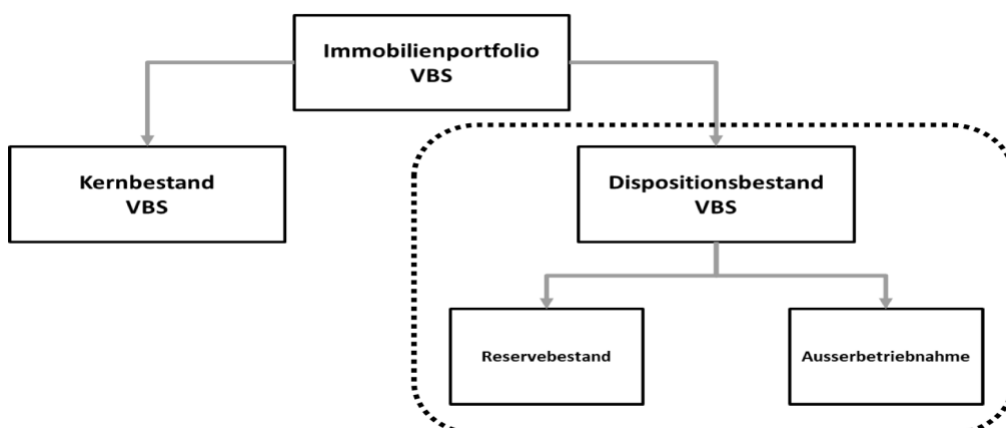 Immobilienportfolio
VBS
Kernbestand
VBS
Dispositionsbestand
VBS
Reservebestand
Ausserbetriebnahme